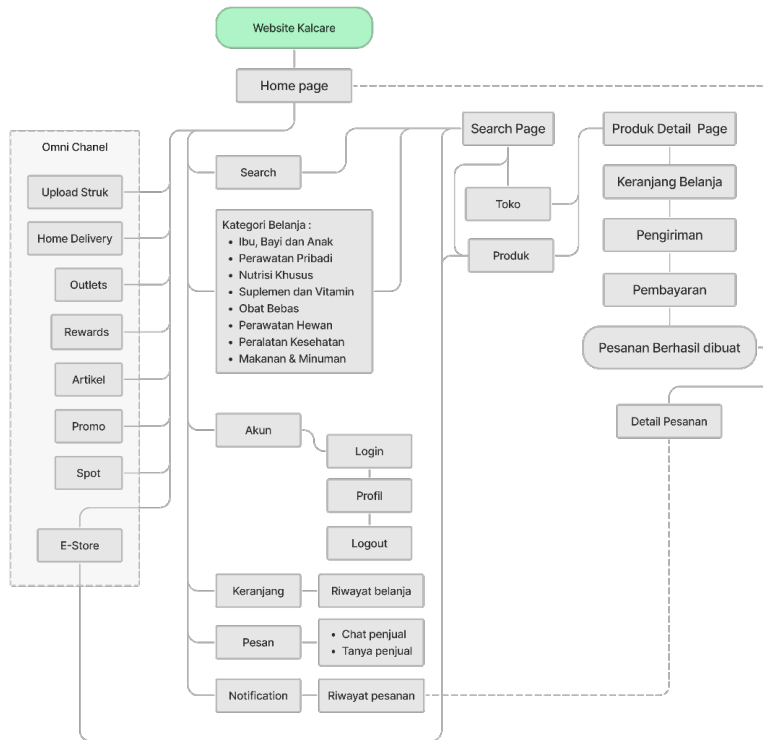 Website Kalcare
Home page
Omni Chanel
Upload Struk
Home Delivery
Outlets
Rewards
Artikel
Promo
Spot
E-Store
Search
Kategori Belanja :
• Ibu, Bayi dan Anak
• Perawatan Pribadi
• Nutrisi Khusus
• Suplemen dan Vitamin
• Obat Bebas
• Perawatan Hewan
• Peralatan Kesehatan
• Makanan & Minuman
Akun
Login
Profil
Logout
Keranjang
Riwayat belanja
Pesan
• Chat penjual
• Tanya penjual
Notification
Riwayat pesanan
Search Page
Toko
Produk
Produk Detail Page
Keranjang Belanja
Pengiriman
Pembayaran
Pesanan Berhasil dibuat
Detail Pesanan